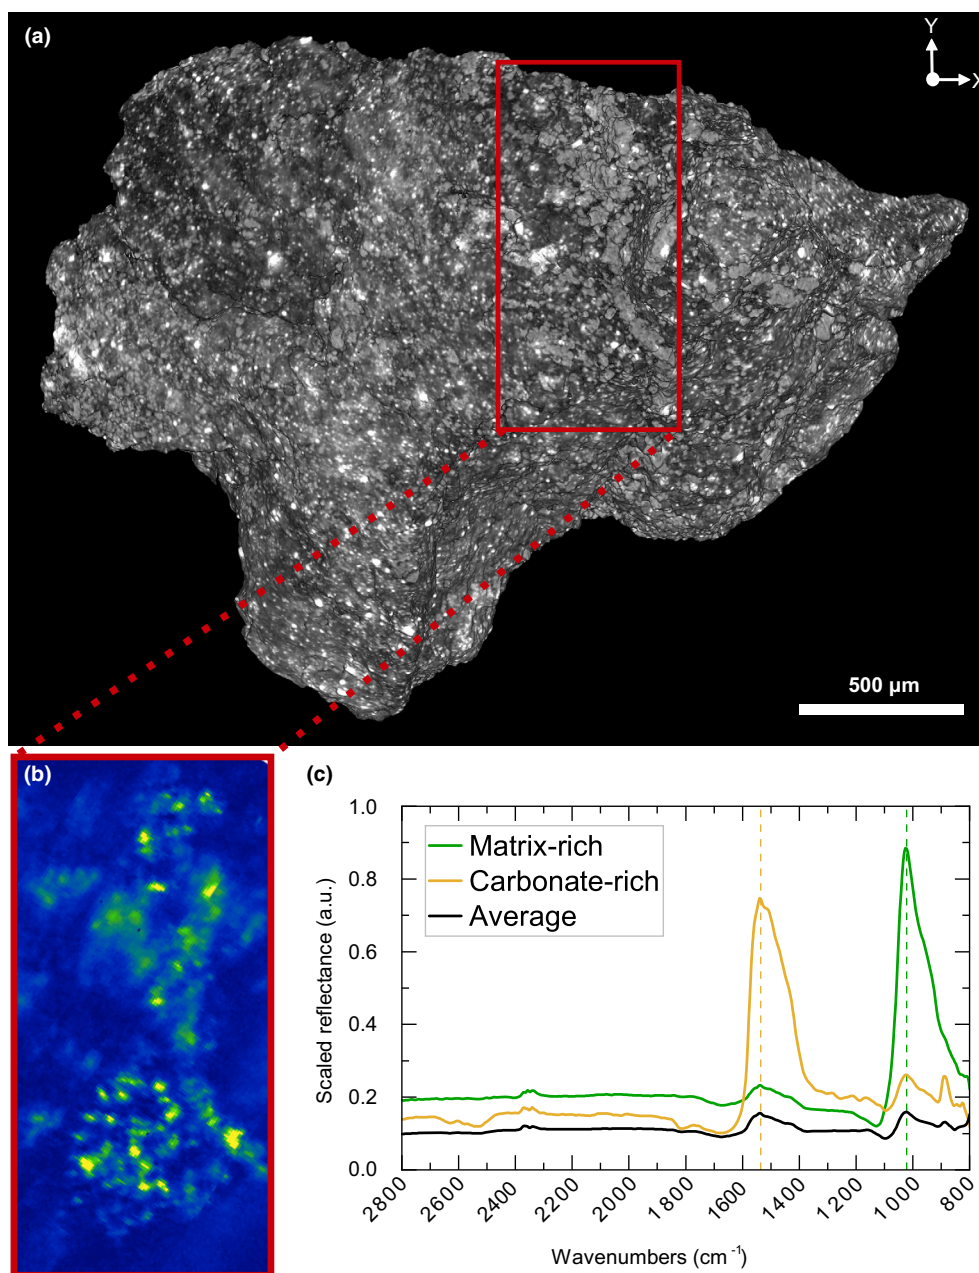 (a)
Y
X
500 µm
(b)
(c)
1.0
0.8
0.6
0.4
0.2
0.0
Scaled reflectance (a.u.)
Matrix-rich
Carbonate-rich
Average
2800
2600
2400
2200
2000
1800
1600
1400
1200
1000
800
Wavenumbers (cm⁻¹)